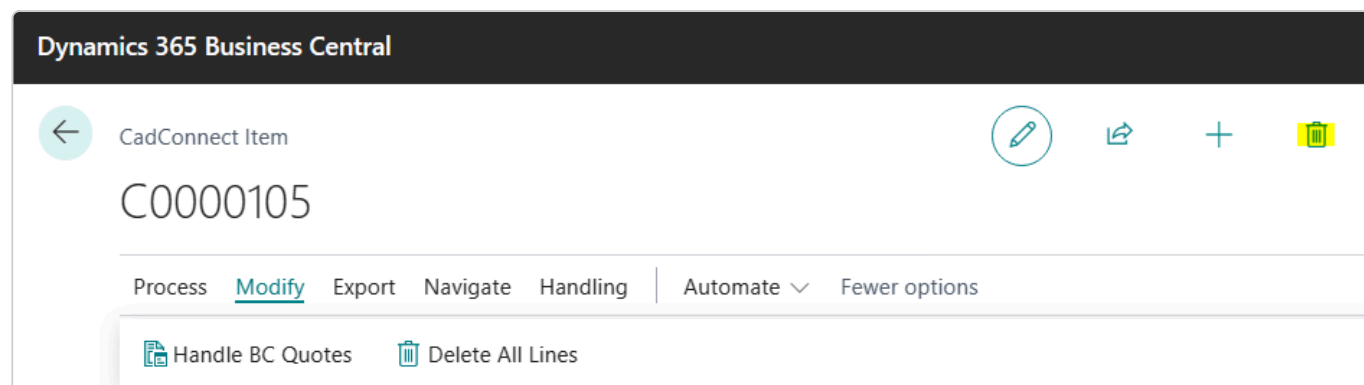 Dynamics 365 Business Central
CadConnect Item
C0000105
Process Modify Export Navigate Handling Automate Fewer options
Handle BC Quotes Delete All Lines